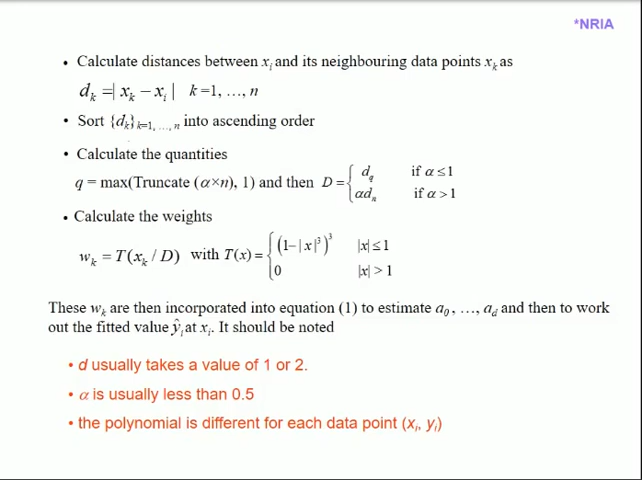 *NRIA
• Calculate distances between xᵢ and its neighbouring data points xₖ as
dₖ =| xₖ − xᵢ | k =1, …, n
• Sort {dₖ}ₖ₌₁, …, ₙ into ascending order
• Calculate the quantities
q = max(Truncate (α×n), 1) and then D = { d_q if α ≤ 1
αdₙ if α > 1
• Calculate the weights
wₖ = T(xₖ / D) with T(x) = { (1−| x |³)³ |x| ≤ 1
0 |x| > 1
These wₖ are then incorporated into equation (1) to estimate a₀, …, a_d and then to work
out the fitted value ŷᵢ at xᵢ. It should be noted
• d usually takes a value of 1 or 2.
• α is usually less than 0.5
• the polynomial is different for each data point (xᵢ, yᵢ)